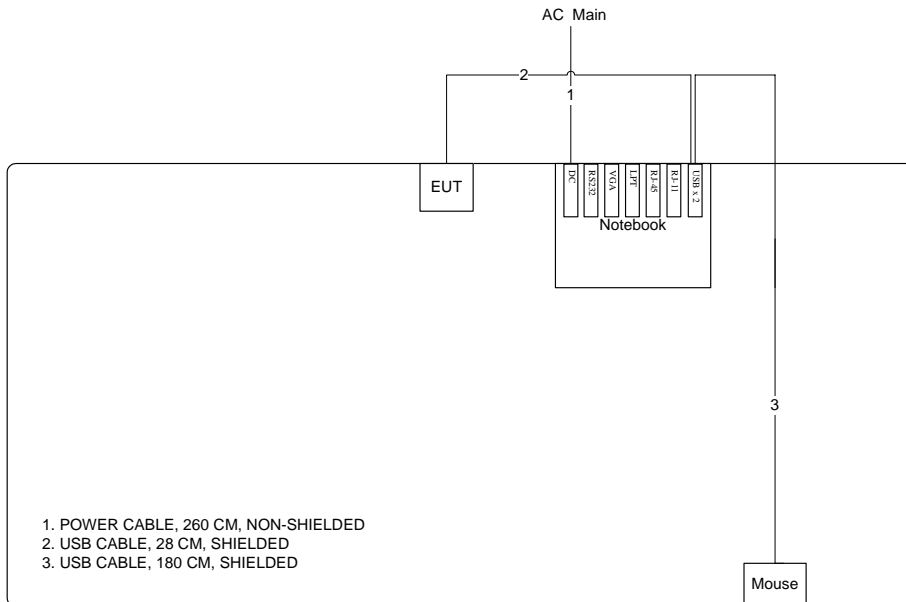 AC Main
2
1
EUT
DC
RS232
VGA
LPT
RJ-45
RJ-11
USB x 2
Notebook
3
1. POWER CABLE, 260 CM, NON-SHIELDED
2. USB CABLE, 28 CM, SHIELDED
3. USB CABLE, 180 CM, SHIELDED
Mouse